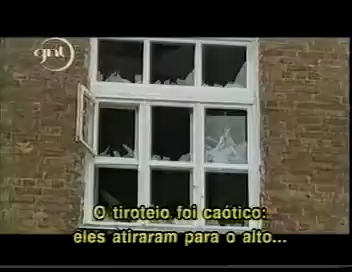 gnt
O tiroteio foi caótico:
eles atiraram para o alto...